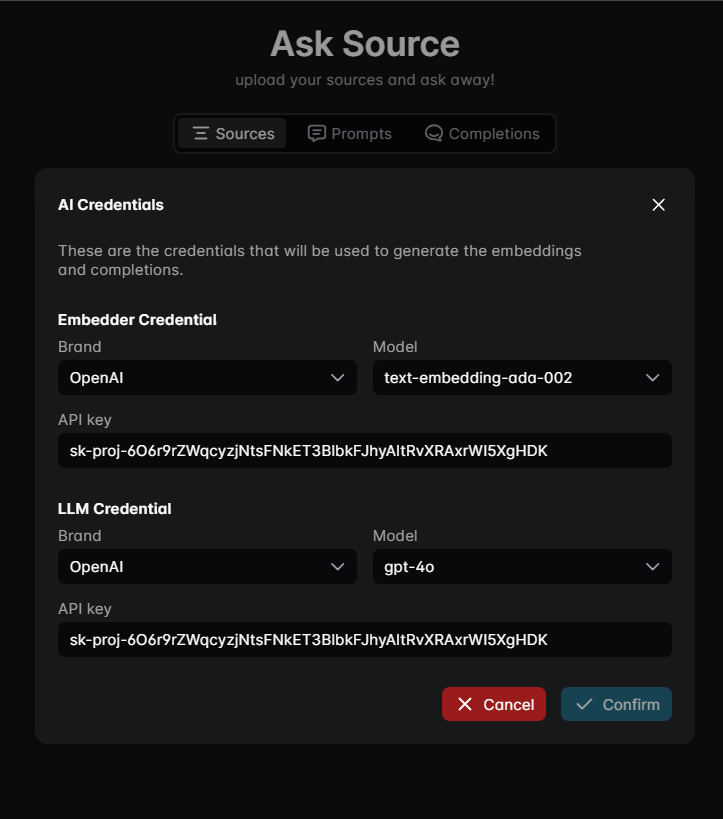 Ask Source
upload your sources and ask away!
Sources
Prompts
Completions
AI Credentials
These are the credentials that will be used to generate the embeddings
and completions.
Embedder Credential
Brand
Model
OpenAI
text-embedding-ada-002
API key
sk-proj-6O6r9rZWqcyzjNtsFNkET3BlbkFJhyAltRvXRAxrWI5XgHDK
LLM Credential
Brand
Model
OpenAI
gpt-4o
API key
sk-proj-6O6r9rZWqcyzjNtsFNkET3BlbkFJhyAltRvXRAxrWI5XgHDK
Cancel
Confirm